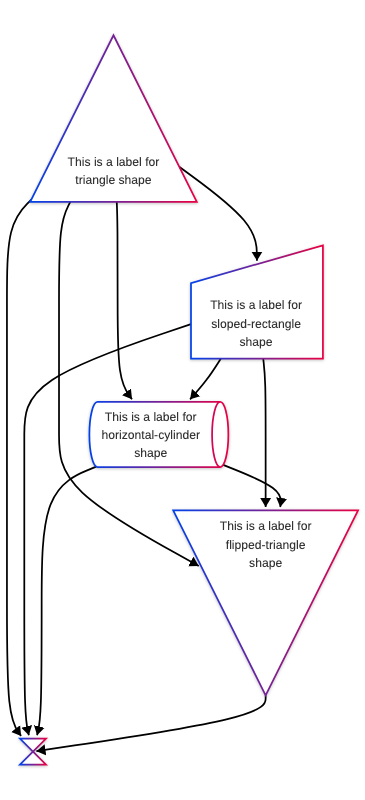 This is a label for
triangle shape
This is a label for
sloped-rectangle
shape
This is a label for
horizontal-cylinder
shape
This is a label for
flipped-triangle
shape